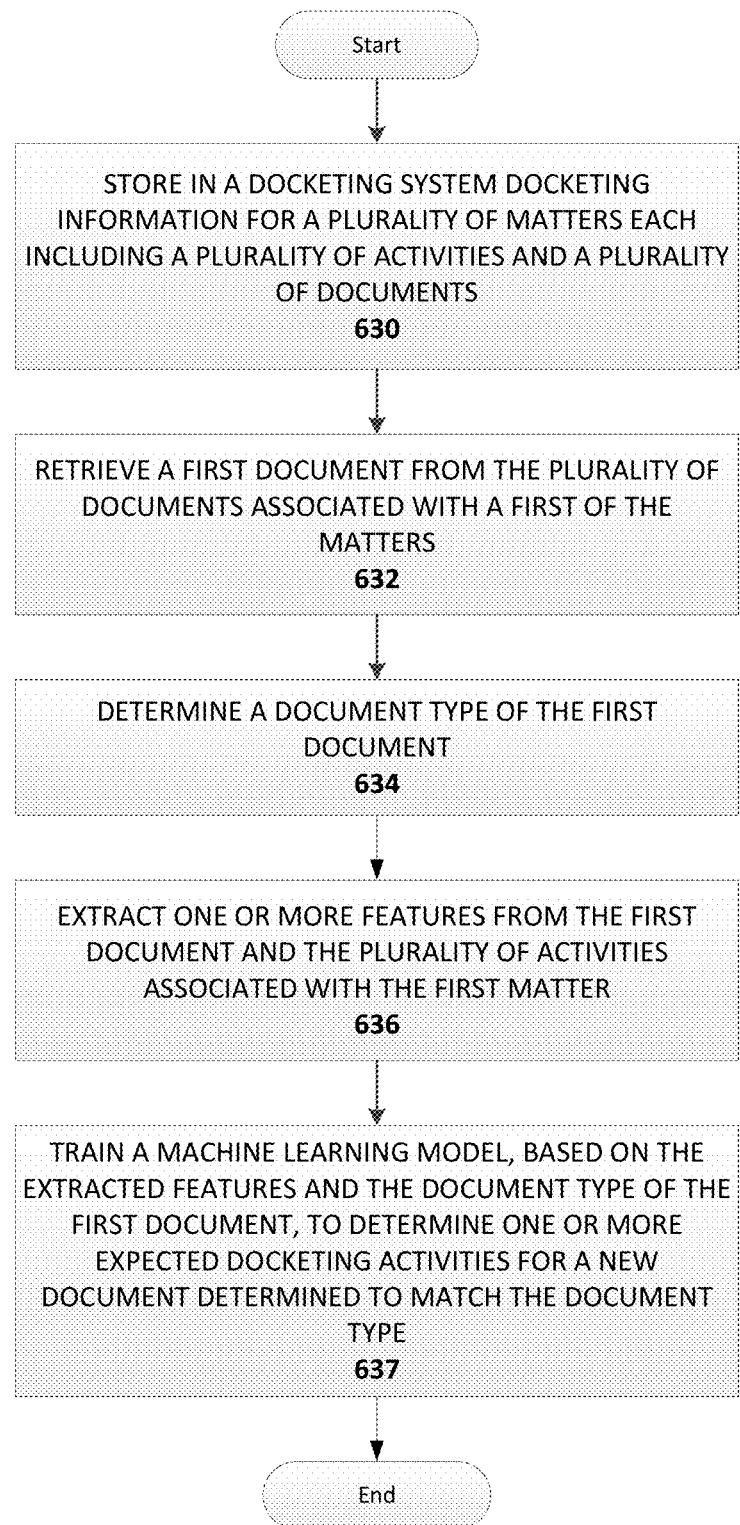 Start
STORE IN A DOCKETING SYSTEM DOCKETING
INFORMATION FOR A PLURALITY OF MATTERS EACH
INCLUDING A PLURALITY OF ACTIVITIES AND A PLURALITY
OF DOCUMENTS
630
RETRIEVE A FIRST DOCUMENT FROM THE PLURALITY OF
DOCUMENTS ASSOCIATED WITH A FIRST OF THE
MATTERS
632
DETERMINE A DOCUMENT TYPE OF THE FIRST
DOCUMENT
634
EXTRACT ONE OR MORE FEATURES FROM THE FIRST
DOCUMENT AND THE PLURALITY OF ACTIVITIES
ASSOCIATED WITH THE FIRST MATTER
636
TRAIN A MACHINE LEARNING MODEL, BASED ON THE
EXTRACTED FEATURES AND THE DOCUMENT TYPE OF THE
FIRST DOCUMENT, TO DETERMINE ONE OR MORE
EXPECTED DOCKETING ACTIVITIES FOR A NEW
DOCUMENT DETERMINED TO MATCH THE DOCUMENT
TYPE
637
End